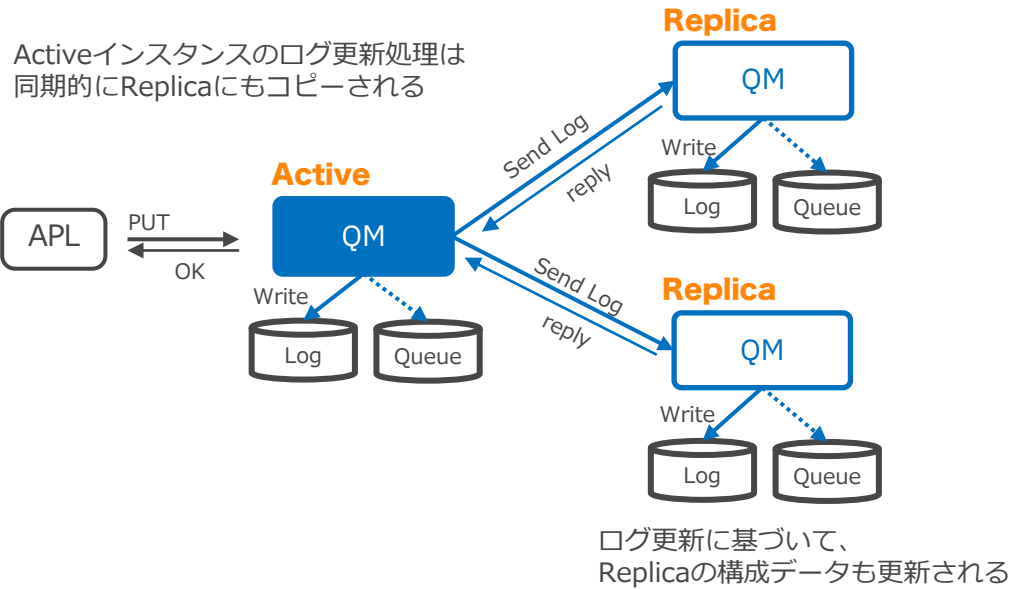 Activeインスタンスのログ更新処理は
同期的にReplicaにもコピーされる
Replica
QM
Send Log
reply
Write
Log
Queue
Active
APL
PUT
OK
QM
Write
Log
Queue
Send Log
reply
Replica
QM
Write
Log
Queue
ログ更新に基づいて、
Replicaの構成データも更新される